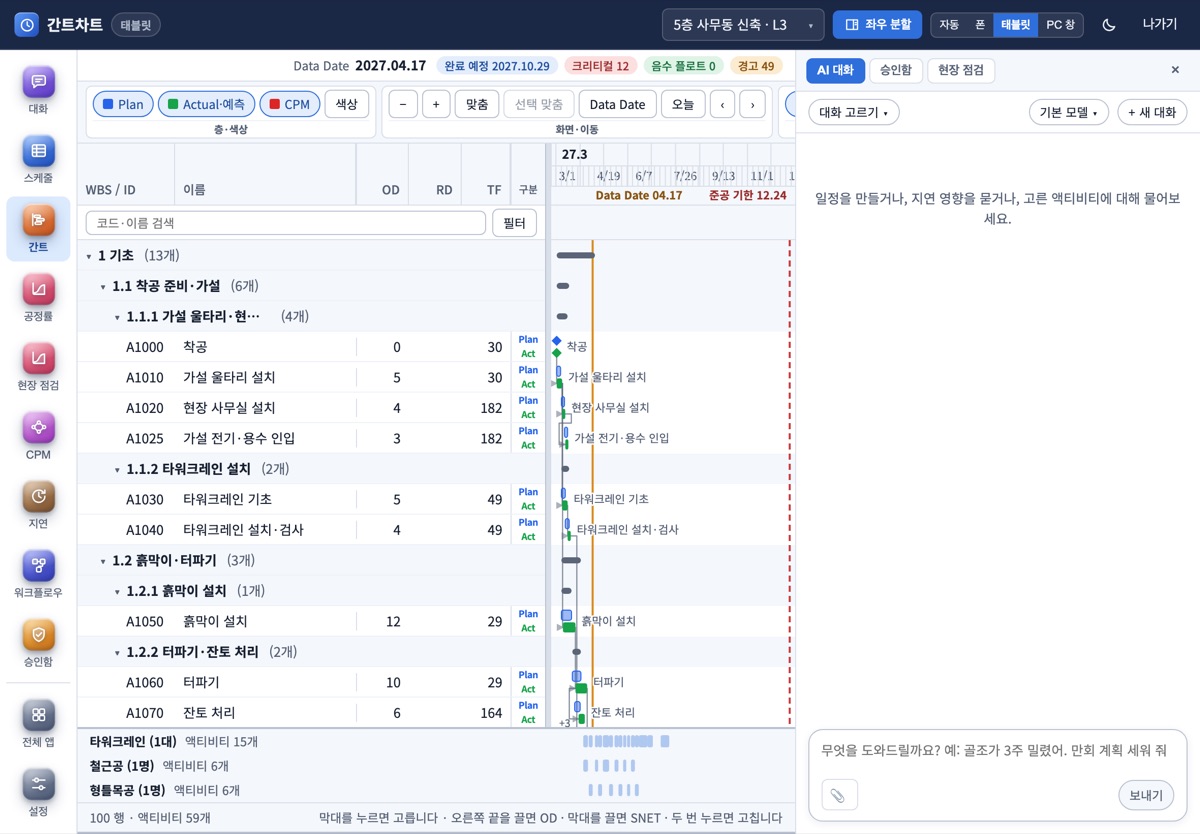 간트차트 태블릿 5층 사무동 신축 · L3 ▾ 좌우 분할 자동 폰 태블릿 PC 창 나가기
대화
스케줄
간트
공정률
현장 점검
CPM
지연
워크플로우
승인함
전체 앱
설정
Data Date 2027.04.17 완료 예정 2027.10.29 크리티컬 12 음수 플로트 0 경고 49
Plan Actual·예측 CPM 색상
층·색상
− + 맞춤 선택 맞춤 Data Date 오늘 ‹ ›
화면·이동
WBS / ID 이름 OD RD TF 구분
27.3
3/1 4/19 6/7 7/26 9/13 11/1 1
Data Date 04.17 준공 기한 12.24
코드·이름 검색 필터
▾ 1 기초 (13개)
▾ 1.1 착공 준비·가설 (6개)
▾ 1.1.1 가설 울타리·현… (4개)
A1000 착공 0 30 Plan Act 착공
A1010 가설 울타리 설치 5 30 Plan Act 가설 울타리 설치
A1020 현장 사무실 설치 4 182 Plan Act 현장 사무실 설치
A1025 가설 전기·용수 인입 3 182 Plan Act 가설 전기·용수 인입
▾ 1.1.2 타워크레인 설치 (2개)
A1030 타워크레인 기초 5 49 Plan Act 타워크레인 기초
A1040 타워크레인 설치·검사 4 49 Plan Act 타워크레인 설치·검사
▾ 1.2 흙막이·터파기 (3개)
▾ 1.2.1 흙막이 설치 (1개)
A1050 흙막이 설치 12 29 Plan Act 흙막이 설치
▾ 1.2.2 터파기·잔토 처리 (2개)
A1060 터파기 10 29 Plan Act 터파기
A1070 잔토 처리 6 164 Plan Act +3 잔토 처리
타워크레인 (1대) 액티비티 15개
철근공 (1명) 액티비티 6개
형틀목공 (1명) 액티비티 6개
100 행 · 액티비티 59개 막대를 누르면 고릅니다 · 오른쪽 끝을 끌면 OD · 막대를 끌면 SNET · 두 번 누르면 고칩니다
AI 대화 승인함 현장 점검 ×
대화 고르기 ▾ 기본 모델 ▾ + 새 대화
일정을 만들거나, 지연 영향을 묻거나, 고른 액티비티에 대해 물어보
세요.
무엇을 도와드릴까요? 예: 골조가 3주 밀렸어. 만회 계획 세워 줘
보내기